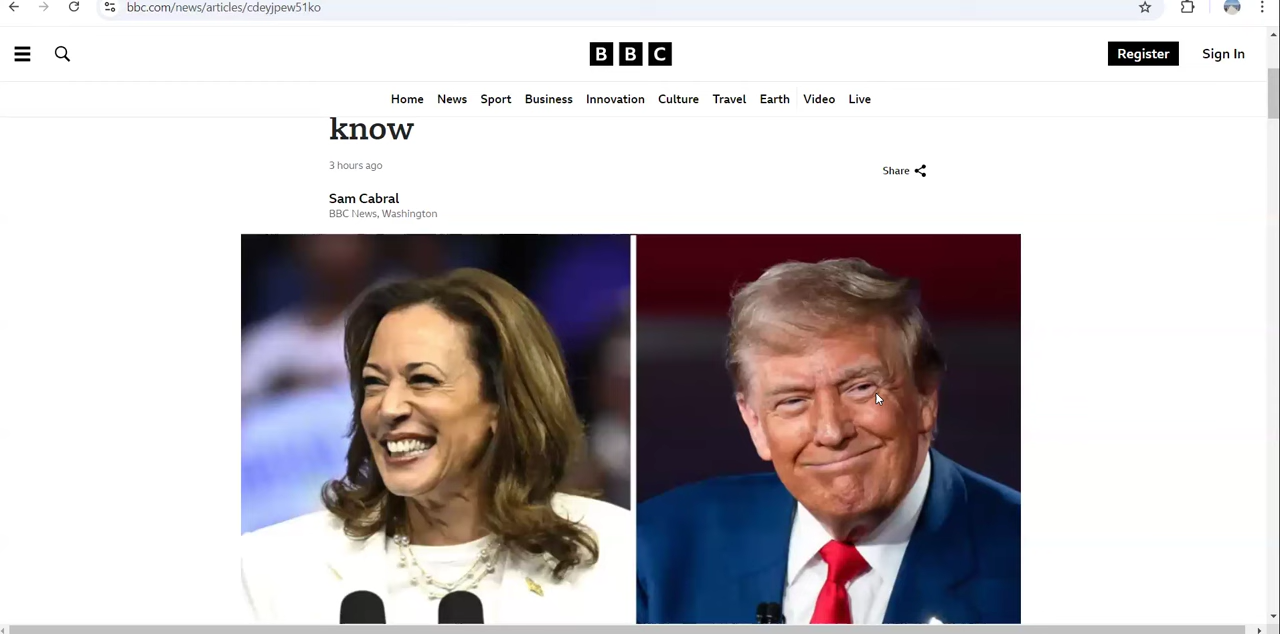 bbc.com/news/articles/cdeyjpew51ko
BBC
Register
Sign In
Home News Sport Business Innovation Culture Travel Earth Video Live
know
3 hours ago
Share
Sam Cabral
BBC News, Washington